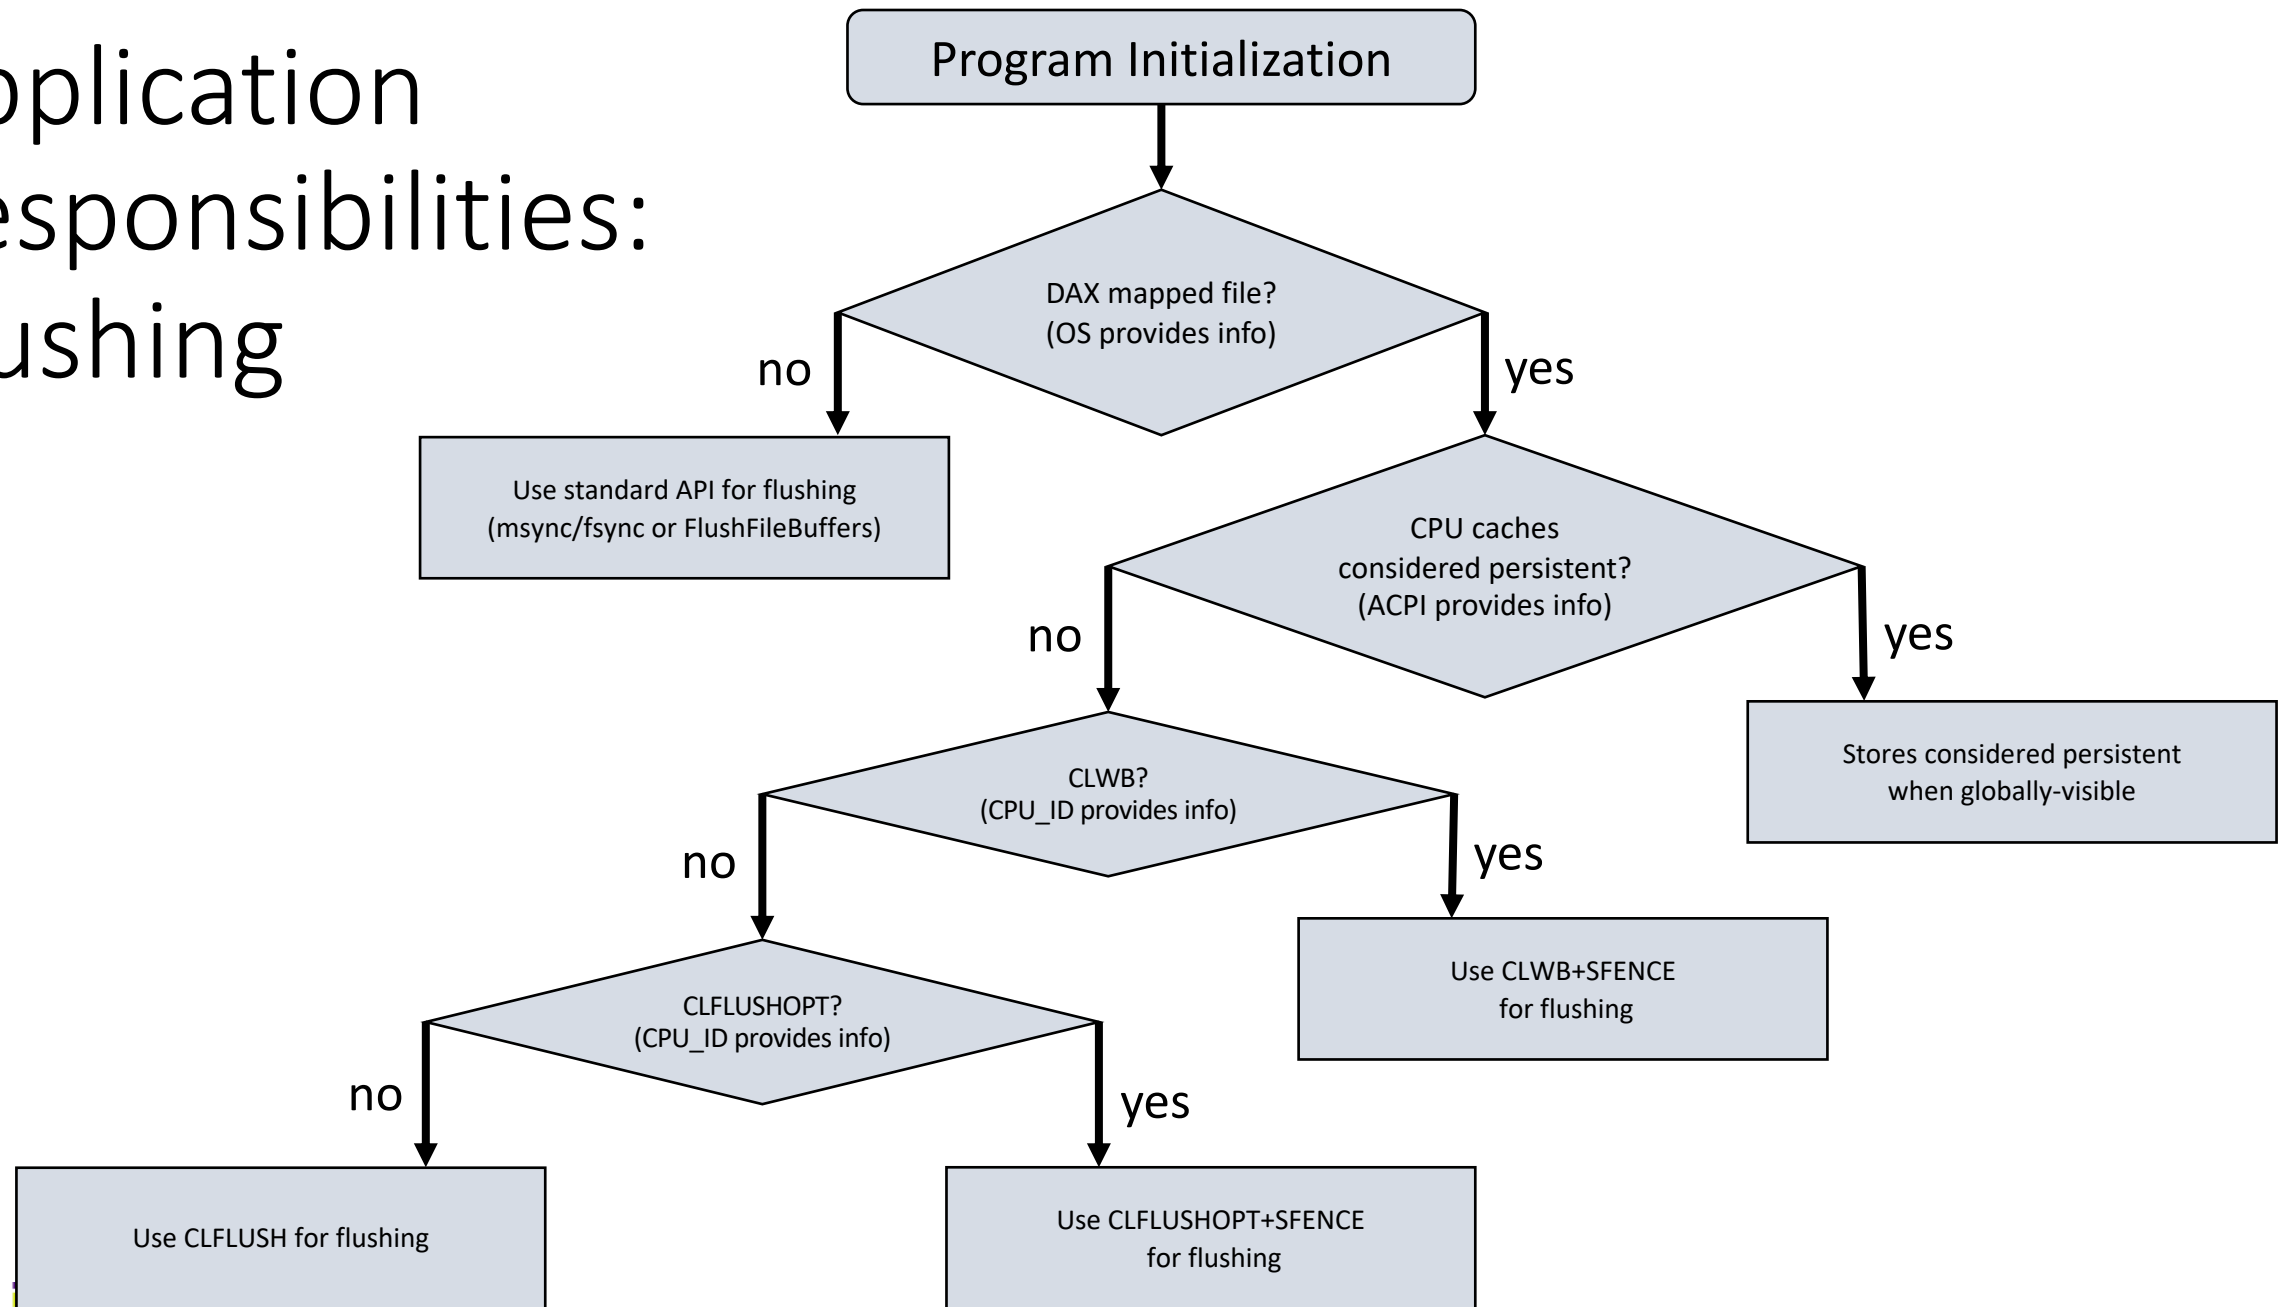 pplication
esponsibilities:
ushing
Program Initialization
DAX mapped file?
(OS provides info)
no
yes
Use standard API for flushing
(msync/fsync or FlushFileBuffers)
CPU caches
considered persistent?
(ACPI provides info)
no
yes
Stores considered persistent
when globally-visible
CLWB?
(CPU_ID provides info)
no
yes
Use CLWB+SFENCE
for flushing
CLFLUSHOPT?
(CPU_ID provides info)
no
yes
Use CLFLUSH for flushing
Use CLFLUSHOPT+SFENCE
for flushing